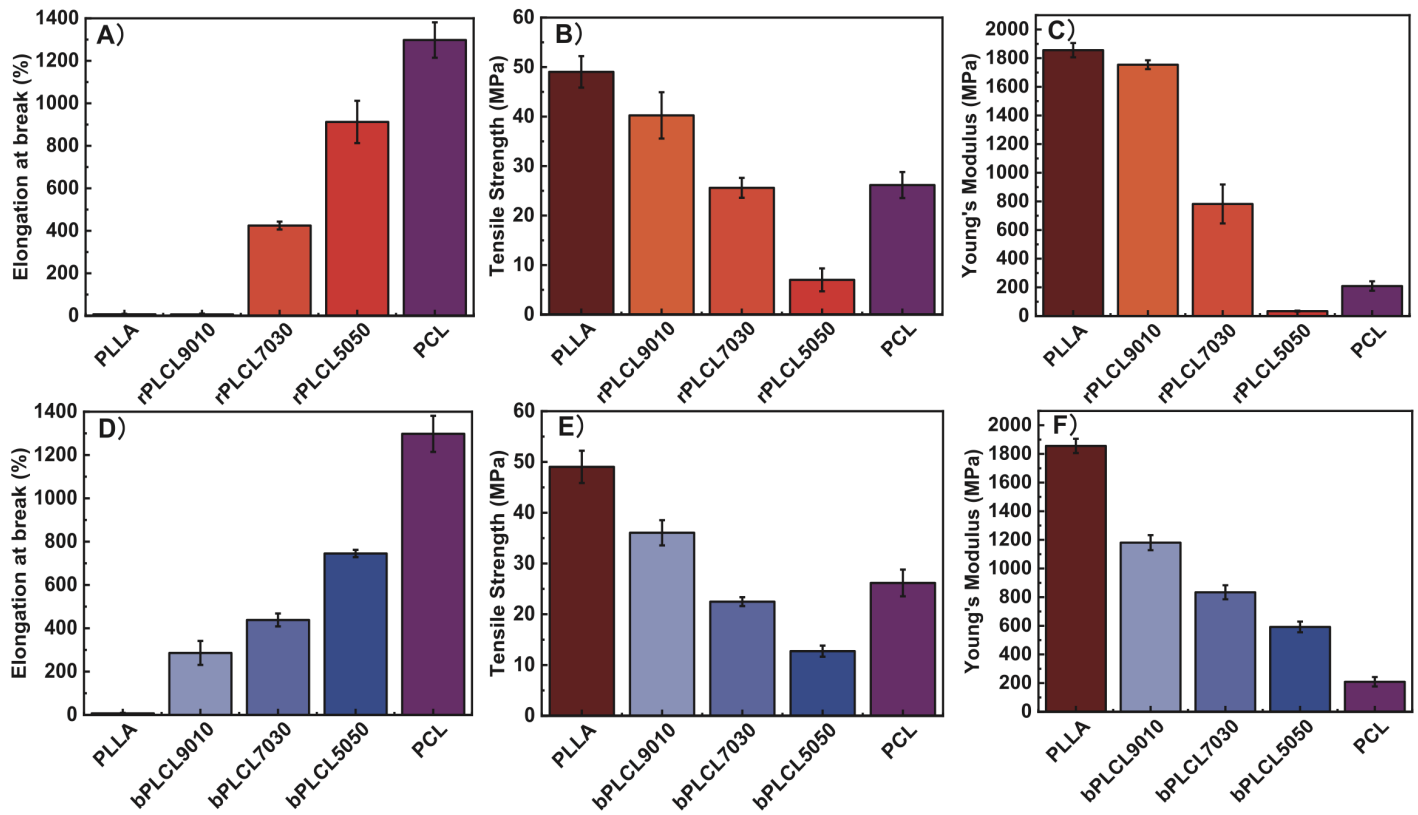 A)
Elongation at break (%)
1400
1200
1000
800
600
400
200
0
PLLA
rPLCL9010
rPLCL7030
rPLCL5050
PCL
B)
Tensile Strength (MPa)
60
50
40
30
20
10
0
PLLA
rPLCL9010
rPLCL7030
rPLCL5050
PCL
C)
Young's Modulus (MPa)
2000
1800
1600
1400
1200
1000
800
600
400
200
0
PLLA
rPLCL9010
rPLCL7030
rPLCL5050
PCL
D)
Elongation at break (%)
1400
1200
1000
800
600
400
200
0
PLLA
bPLCL9010
bPLCL7030
bPLCL5050
PCL
E)
Tensile Strength (MPa)
60
50
40
30
20
10
0
PLLA
bPLCL9010
bPLCL7030
bPLCL5050
PCL
F)
Young's Modulus (MPa)
2000
1800
1600
1400
1200
1000
800
600
400
200
0
PLLA
bPLCL9010
bPLCL7030
bPLCL5050
PCL